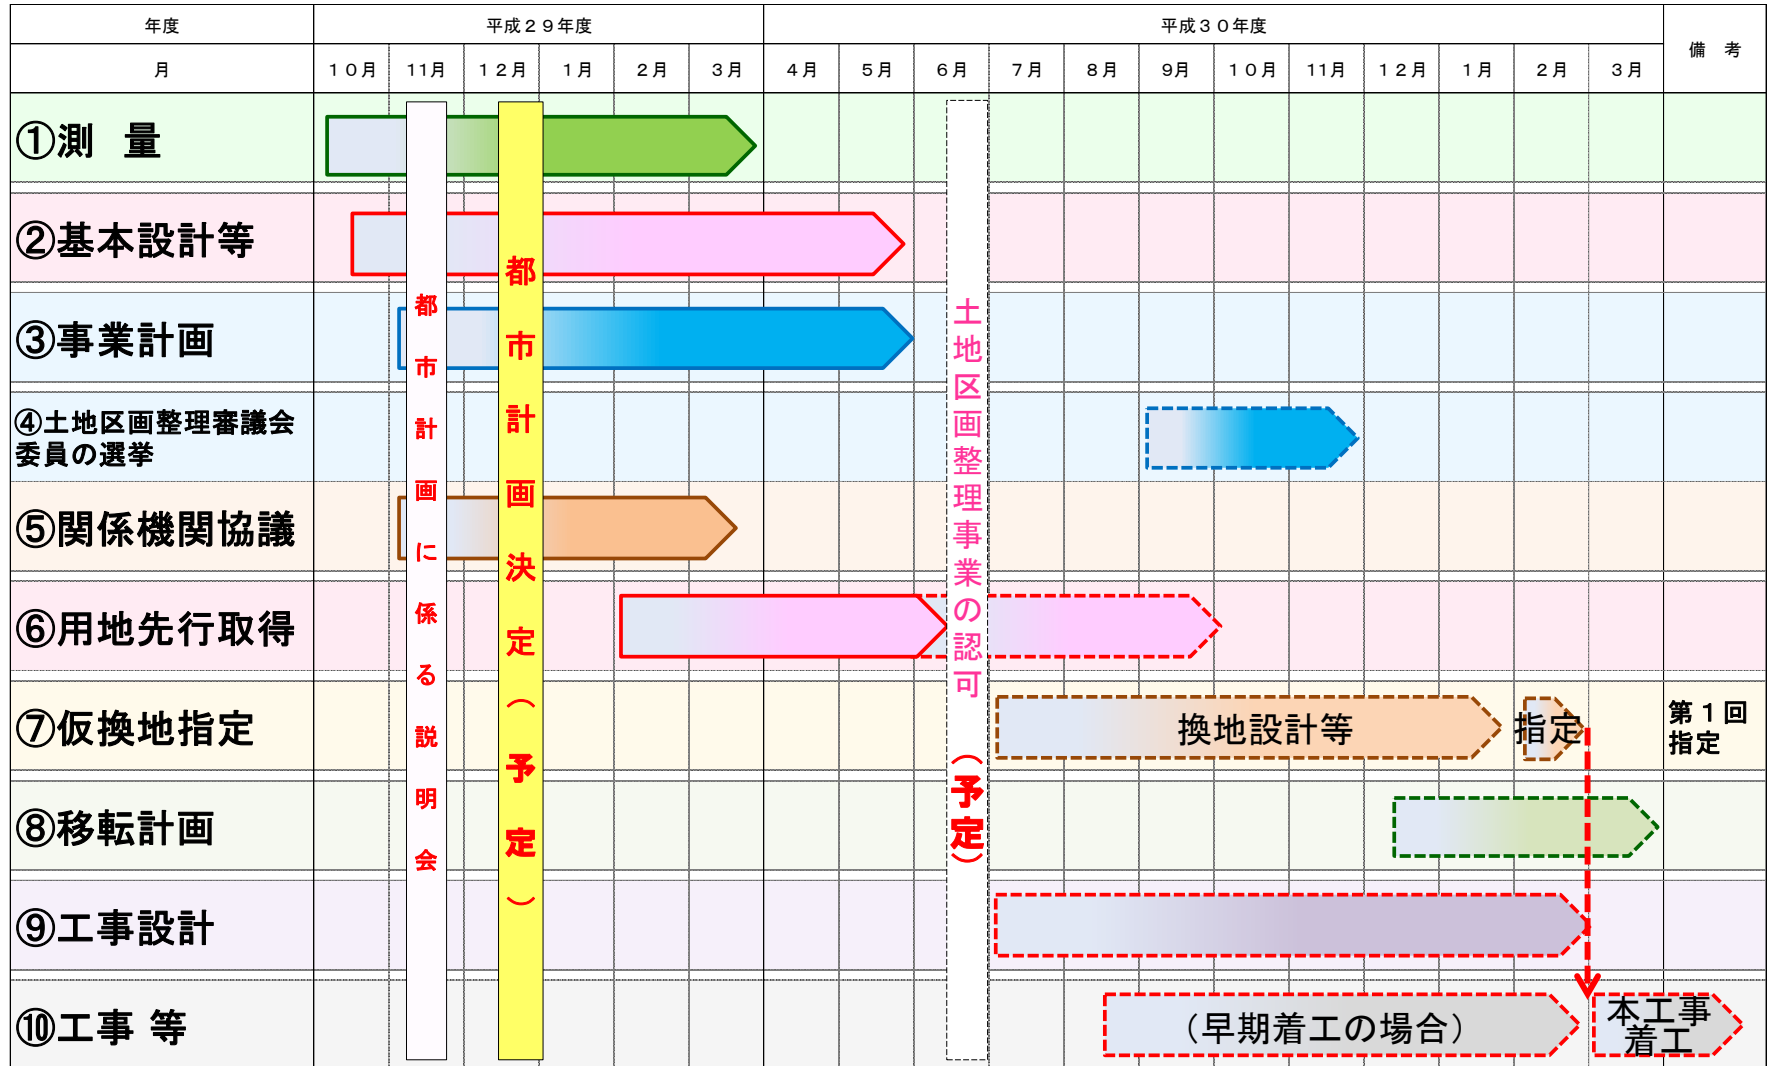 年度
平成２９年度
平成３０年度
備　考
月
１０月
11月
１２月
１月
２月
３月
４月
５月
６月
７月
８月
９月
１０月
11月
１２月
１月
２月
３月
①測　量
②基本設計等
③事業計画
④土地区画整理審議会
委員の選挙
⑤関係機関協議
⑥用地先行取得
⑦仮換地指定
換地設計等
指定
第１回
指定
⑧移転計画
⑨工事設計
⑩工事 等
（早期着工の場合）
本工事
着工
都市計画に係る説明会
都市計画決定（予定）
土地区画整理事業の認可（予定）